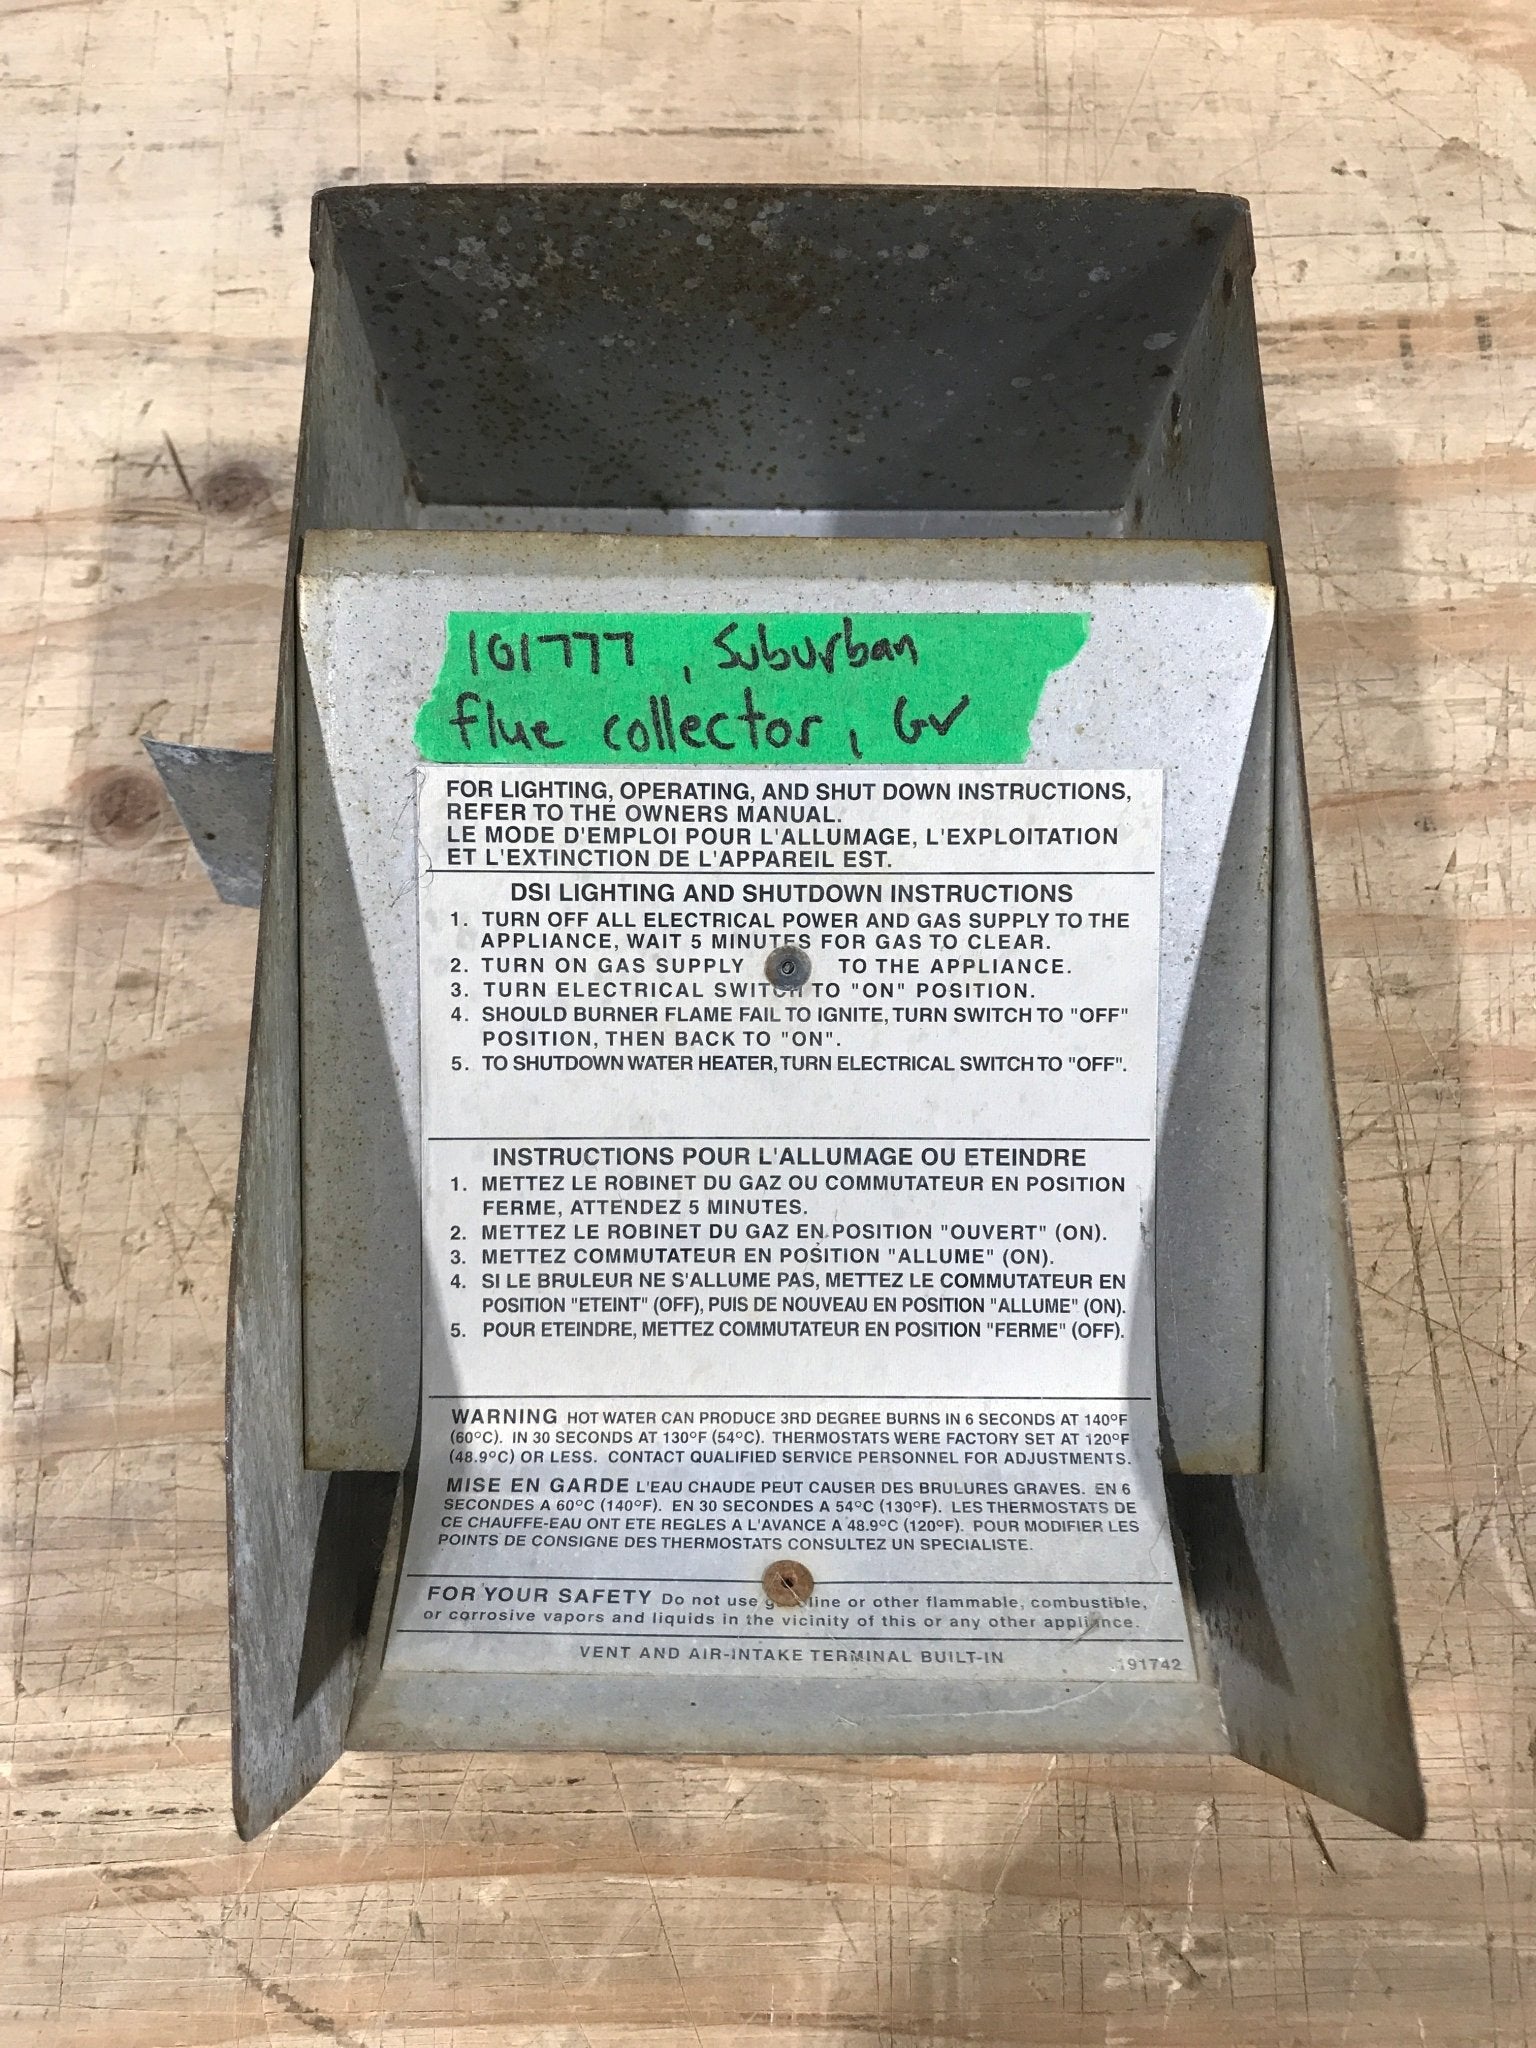 101777, Suburban
flue collector, GV
FOR LIGHTING, OPERATING, AND SHUT DOWN INSTRUCTIONS,
REFER TO THE OWNERS MANUAL.
LE MODE D'EMPLOI POUR L'ALLUMAGE, L'EXPLOITATION
ET L'EXTINCTION DE L'APPAREIL EST.
DSI LIGHTING AND SHUTDOWN INSTRUCTIONS
1. TURN OFF ALL ELECTRICAL POWER AND GAS SUPPLY TO THE
APPLIANCE, WAIT 5 MINUTES FOR GAS TO CLEAR.
2. TURN ON GAS SUPPLY TO THE APPLIANCE.
3. TURN ELECTRICAL SWITCH TO "ON" POSITION.
4. SHOULD BURNER FLAME FAIL TO IGNITE, TURN SWITCH TO "OFF"
POSITION, THEN BACK TO "ON".
5. TO SHUTDOWN WATER HEATER, TURN ELECTRICAL SWITCH TO "OFF".
INSTRUCTIONS POUR L'ALLUMAGE OU ETEINDRE
1. METTEZ LE ROBINET DU GAZ OU COMMUTATEUR EN POSITION
FERME, ATTENDEZ 5 MINUTES.
2. METTEZ LE ROBINET DU GAZ EN POSITION "OUVERT" (ON).
3. METTEZ COMMUTATEUR EN POSITION "ALLUME" (ON).
4. SI LE BRULEUR NE S'ALLUME PAS, METTEZ LE COMMUTATEUR EN
POSITION "ETEINT" (OFF), PUIS DE NOUVEAU EN POSITION "ALLUME" (ON).
5. POUR ETEINDRE, METTEZ COMMUTATEUR EN POSITION "FERME" (OFF).
WARNING HOT WATER CAN PRODUCE 3RD DEGREE BURNS IN 6 SECONDS AT 140°F
(60°C). IN 30 SECONDS AT 130°F (54°C). THERMOSTATS WERE FACTORY SET AT 120°F
(48.9°C) OR LESS. CONTACT QUALIFIED SERVICE PERSONNEL FOR ADJUSTMENTS.
MISE EN GARDE L'EAU CHAUDE PEUT CAUSER DES BRULURES GRAVES. EN 6
SECONDES A 60°C (140°F). EN 30 SECONDES A 54°C (130°F). LES THERMOSTATS DE
CE CHAUFFE-EAU ONT ETE REGLES A L'AVANCE A 48.9°C (120°F). POUR MODIFIER LES
POINTS DE CONSIGNE DES THERMOSTATS CONSULTEZ UN SPECIALISTE.
FOR YOUR SAFETY Do not use gasoline or other flammable, combustible,
or corrosive vapors and liquids in the vicinity of this or any other appliance.
VENT AND AIR-INTAKE TERMINAL BUILT-IN
191742